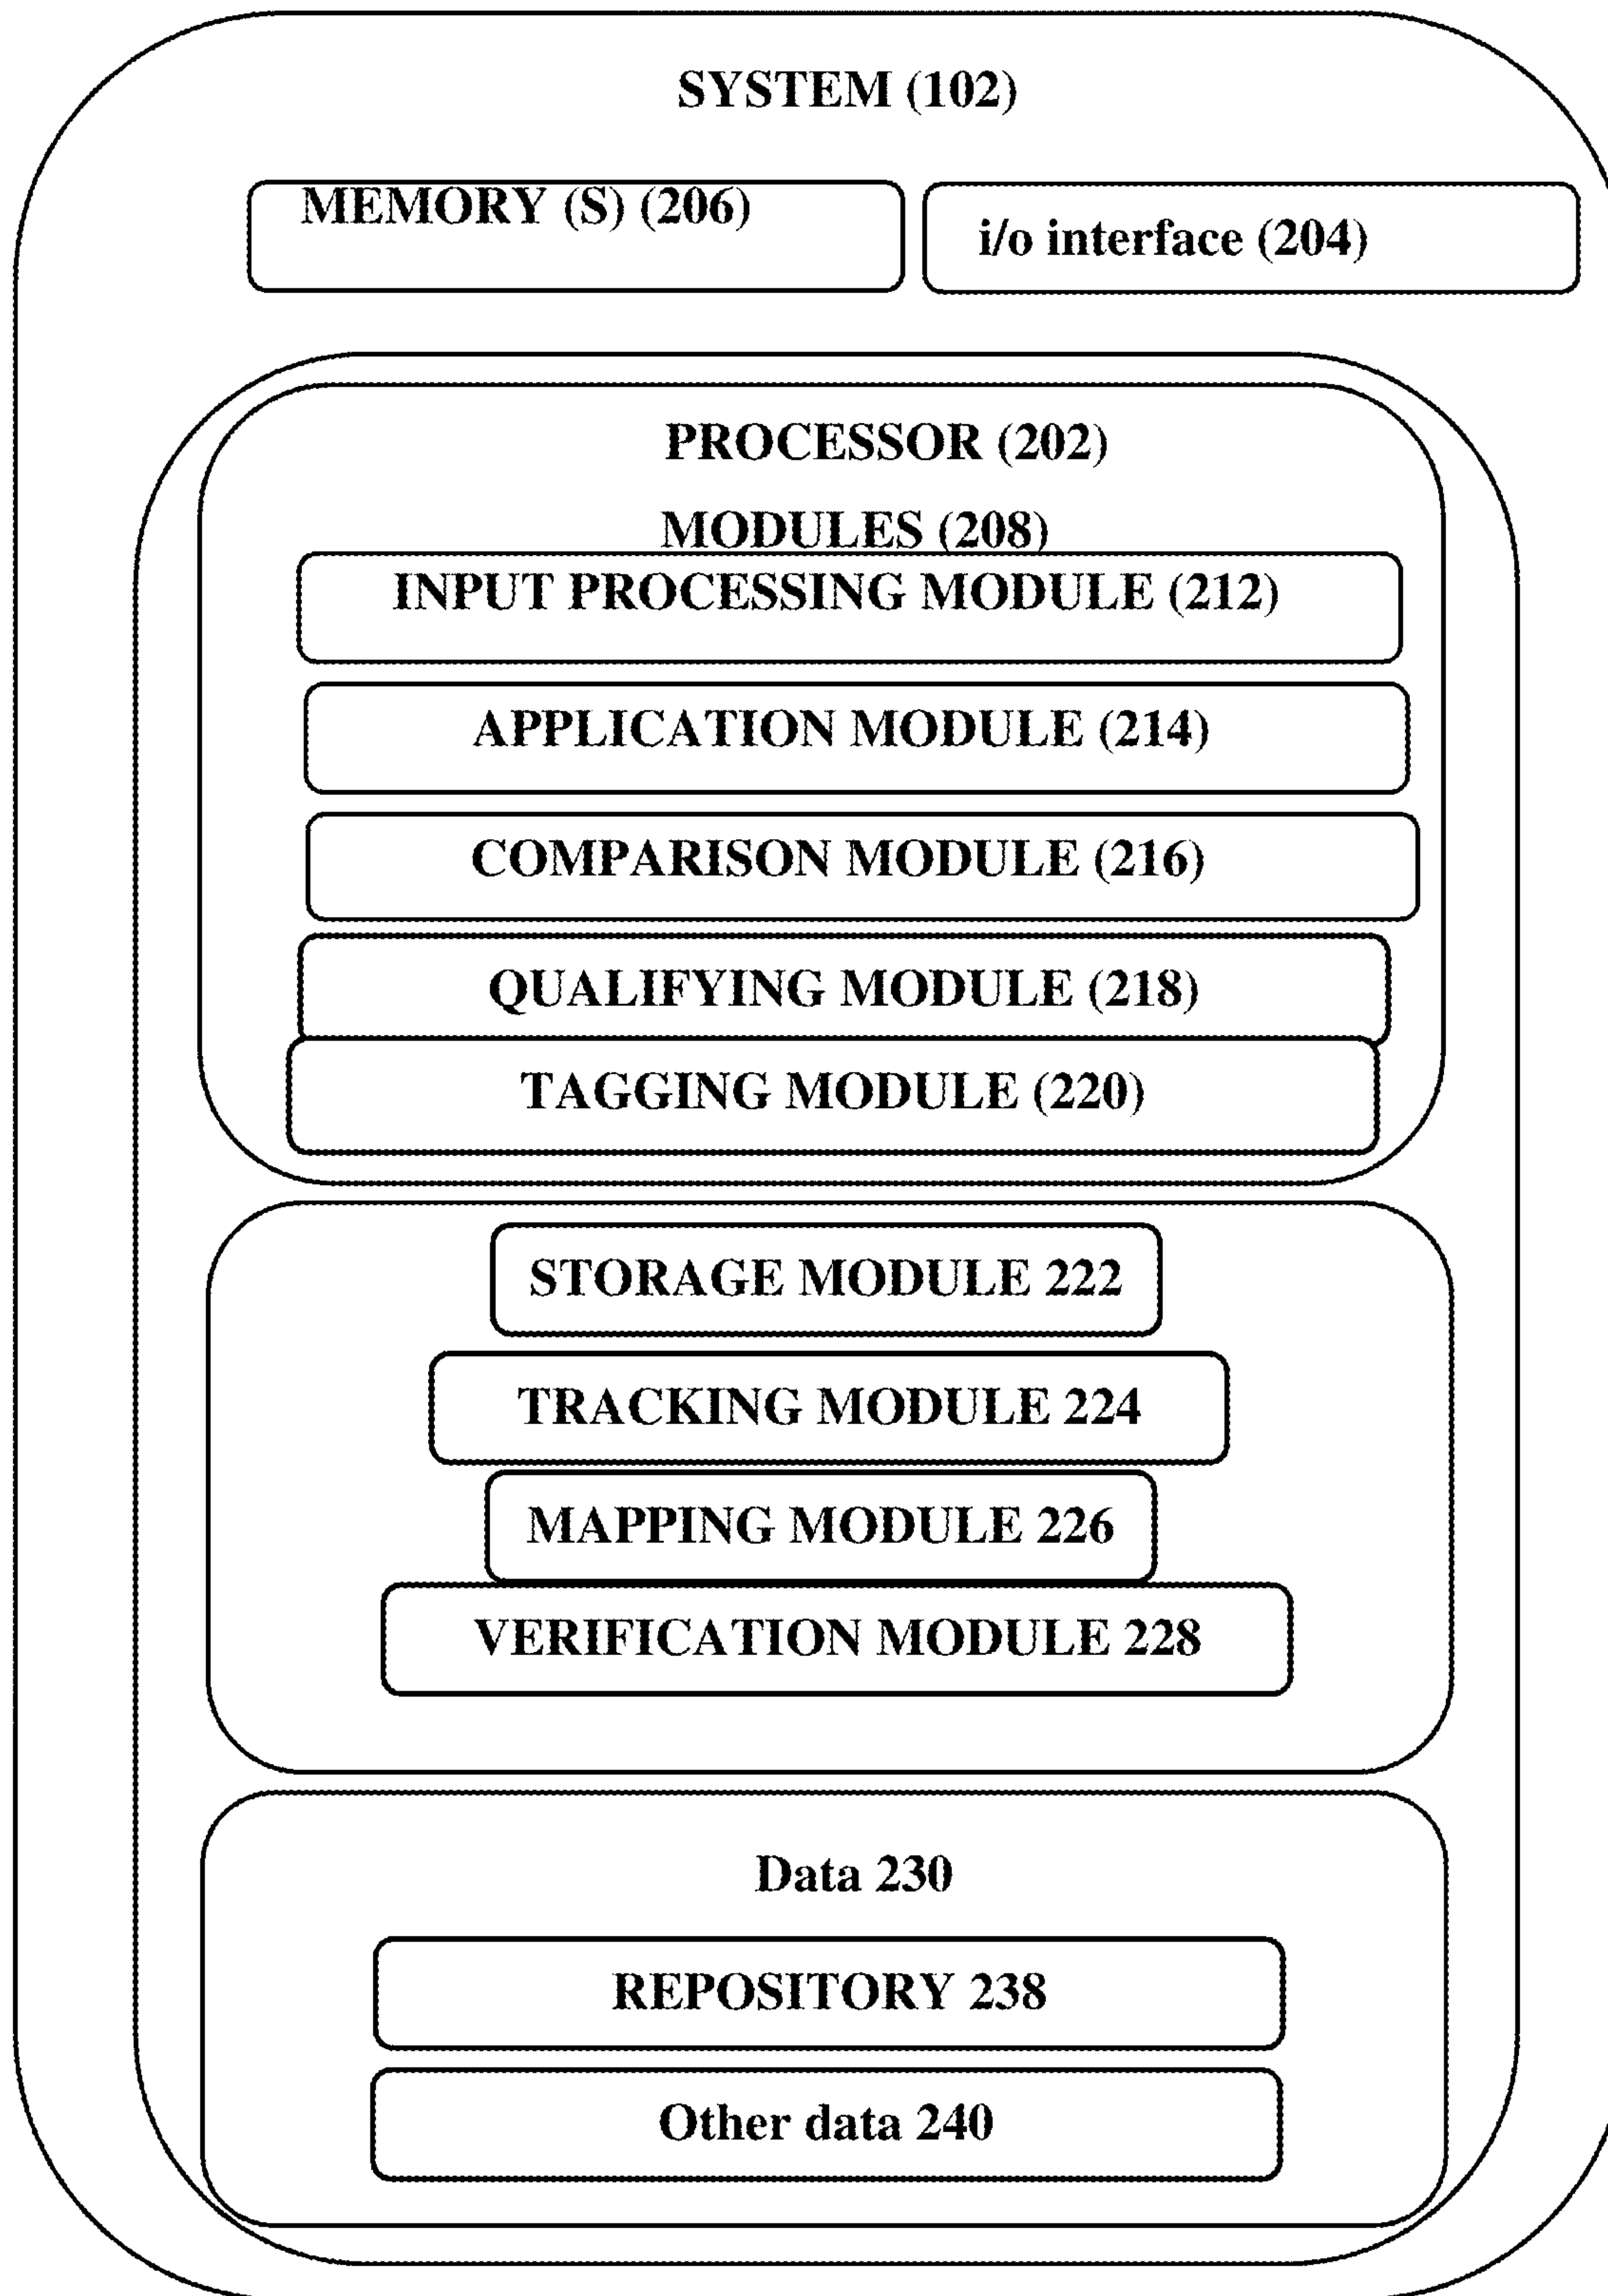 SYSTEM (102)
MEMORY (S) (206)
i/o interface (204)
PROCESSOR (202)
MODULES (208)
INPUT PROCESSING MODULE (212)
APPLICATION MODULE (214)
COMPARISON MODULE (216)
QUALIFYING MODULE (218)
TAGGING MODULE (220)
STORAGE MODULE 222
TRACKING MODULE 224
MAPPING MODULE 226
VERIFICATION MODULE 228
Data 230
REPOSITORY 238
Other data 240